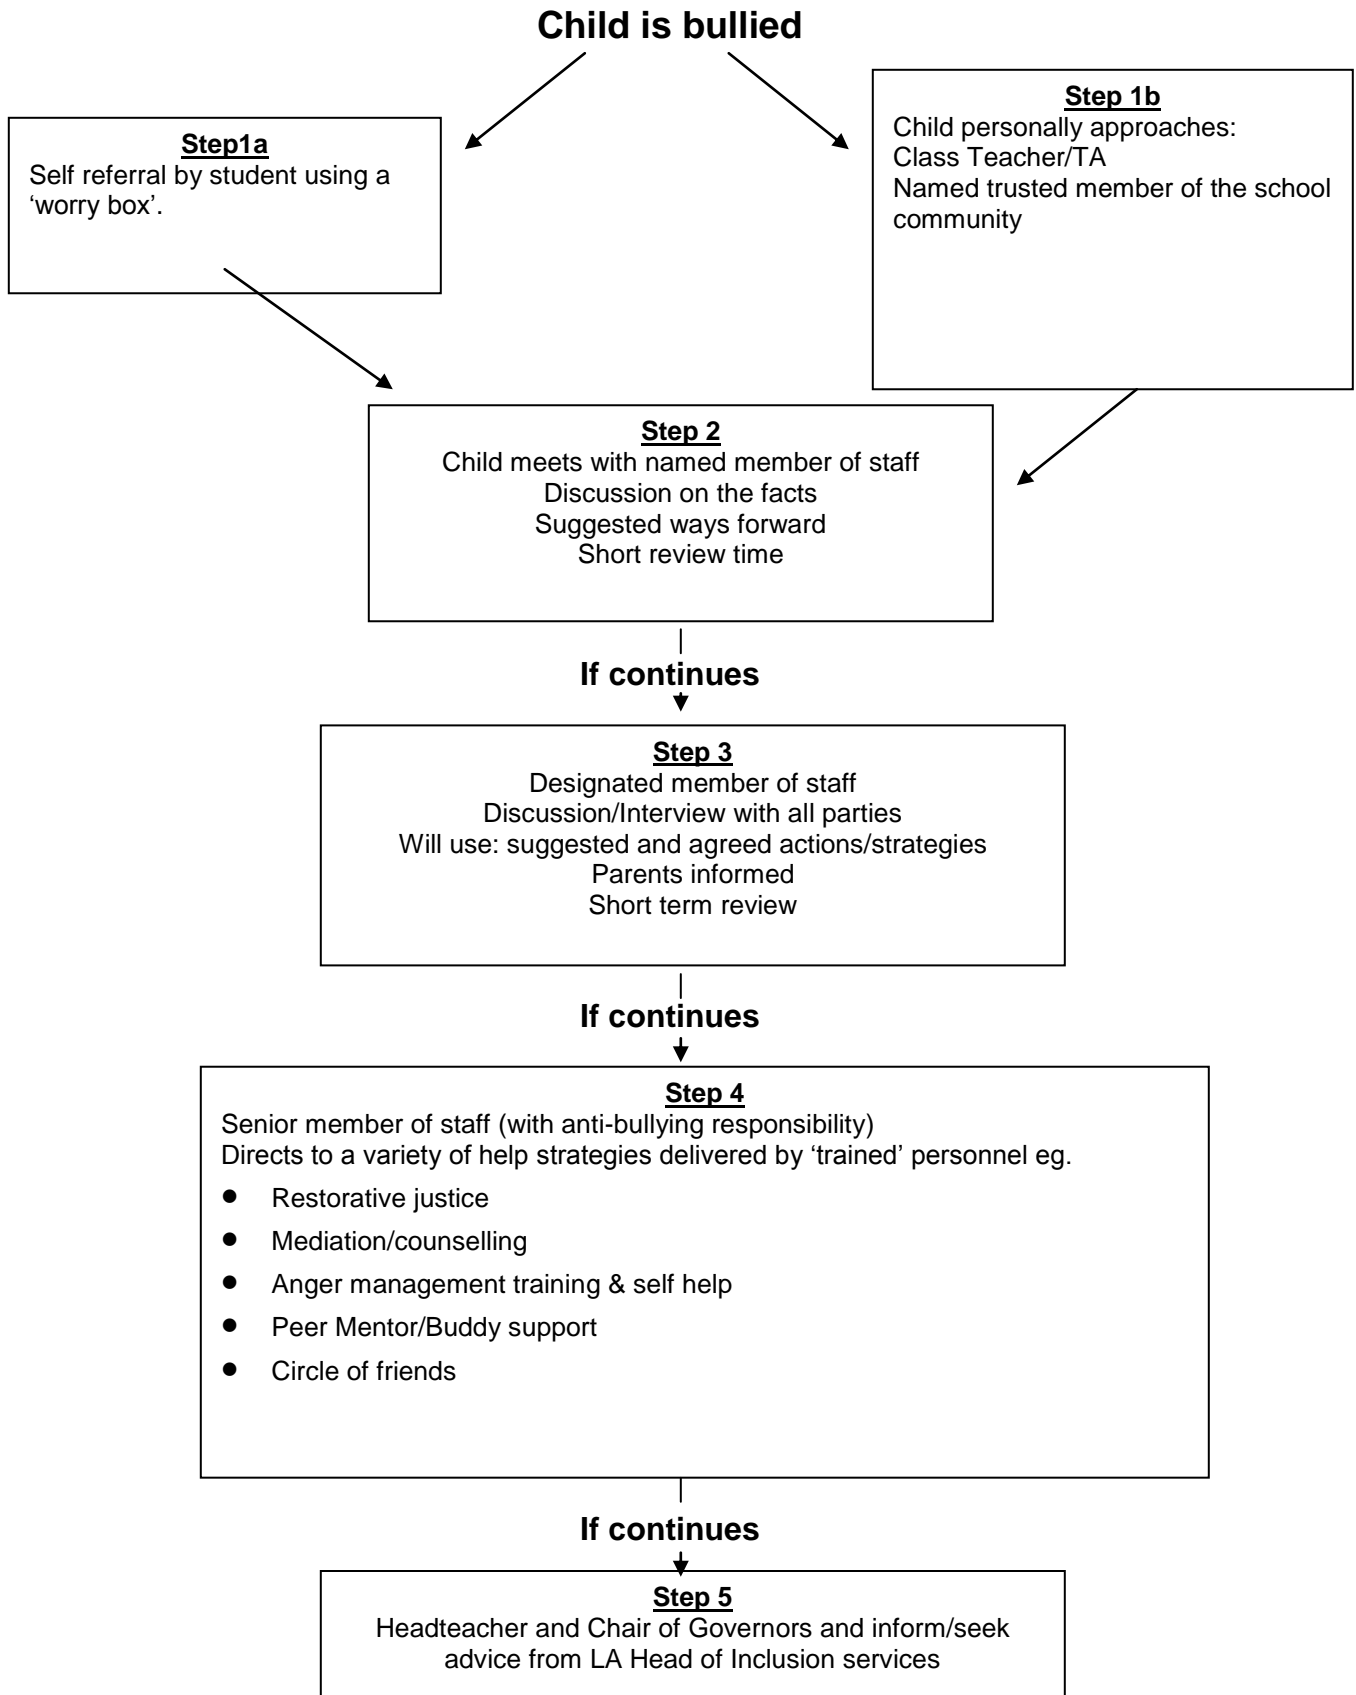 Child is bullied
Step1a
Self referral by student using a
‘worry box’.
Step 1b
Child personally approaches:
Class Teacher/TA
Named trusted member of the school
community
Step 2
Child meets with named member of staff
Discussion on the facts
Suggested ways forward
Short review time
If continues
Step 3
Designated member of staff
Discussion/Interview with all parties
Will use: suggested and agreed actions/strategies
Parents informed
Short term review
If continues
Step 4
Senior member of staff (with anti-bullying responsibility)
Directs to a variety of help strategies delivered by ‘trained’ personnel eg.
● Restorative justice
● Mediation/counselling
● Anger management training & self help
● Peer Mentor/Buddy support
● Circle of friends
If continues
Step 5
Headteacher and Chair of Governors and inform/seek
advice from LA Head of Inclusion services